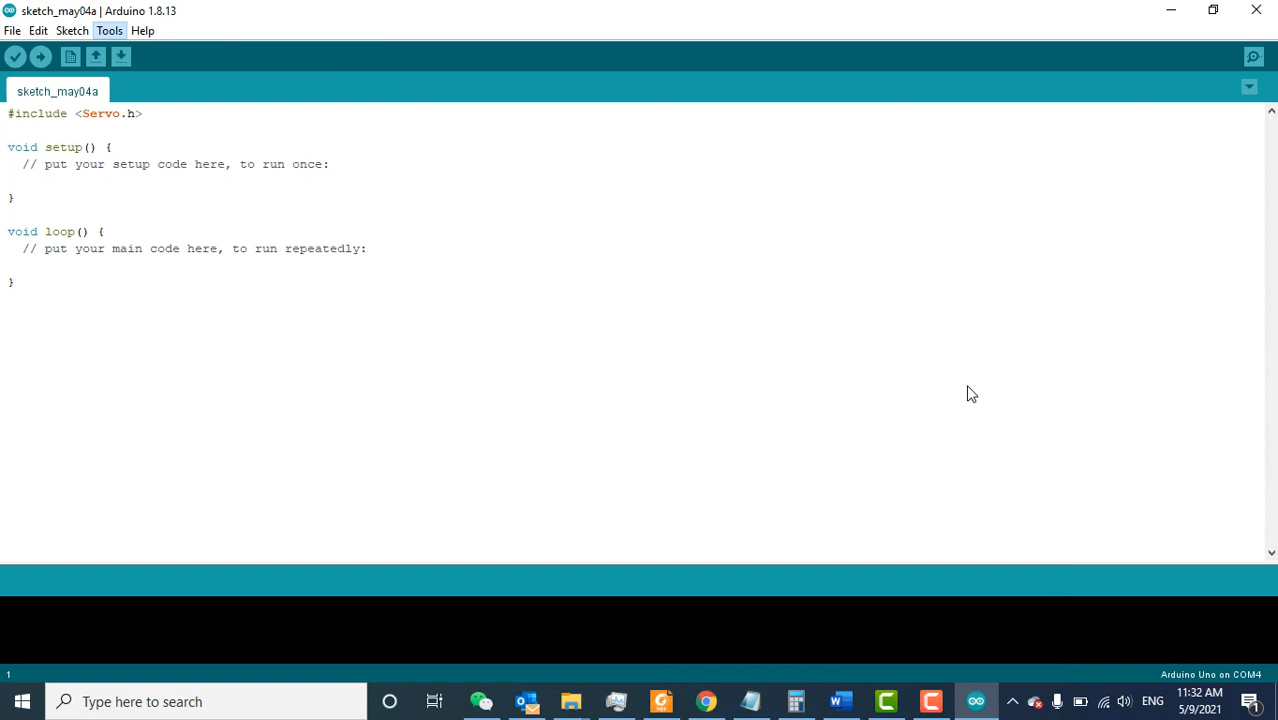 sketch_may04a | Arduino 1.8.13
File Edit Sketch Tools Help
sketch_may04a
#include <Servo.h>
void setup() {
// put your setup code here, to run once:
}
void loop() {
// put your main code here, to run repeatedly:
}
1
Arduino Uno on COM4
Type here to search
ENG
11:32 AM
5/9/2021
1